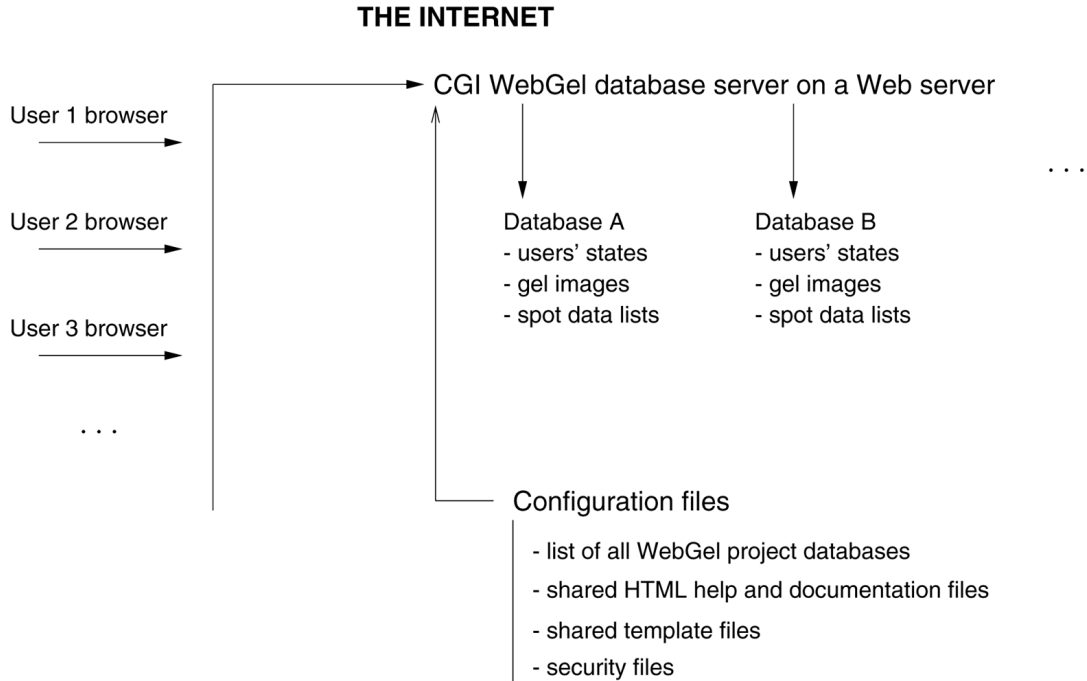 THE INTERNET
CGI WebGel database server on a Web server
User 1 browser
User 2 browser
User 3 browser
. . .
Database A
- users’ states
- gel images
- spot data lists
Database B
- users’ states
- gel images
- spot data lists
. . .
Configuration files
- list of all WebGel project databases
- shared HTML help and documentation files
- shared template files
- security files